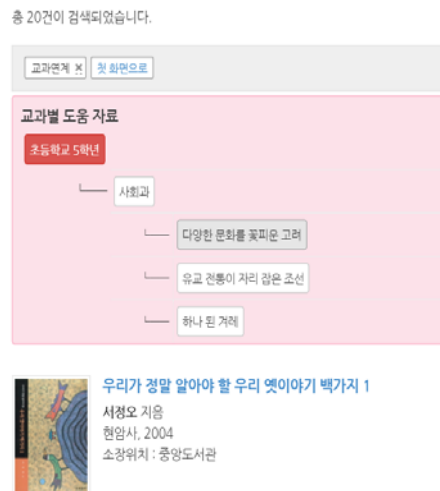 총 20건이 검색되었습니다.
교과연계 X 첫 화면으로
교과별 도움 자료
초등학교 5학년
사회과
다양한 문화를 꽃피운 고려
유교 전통이 자리 잡은 조선
하나 된 겨레
우리가 정말 알아야 할 우리 옛이야기 백가지 1
서정오 지음
현암사, 2004
소장위치 : 중앙도서관